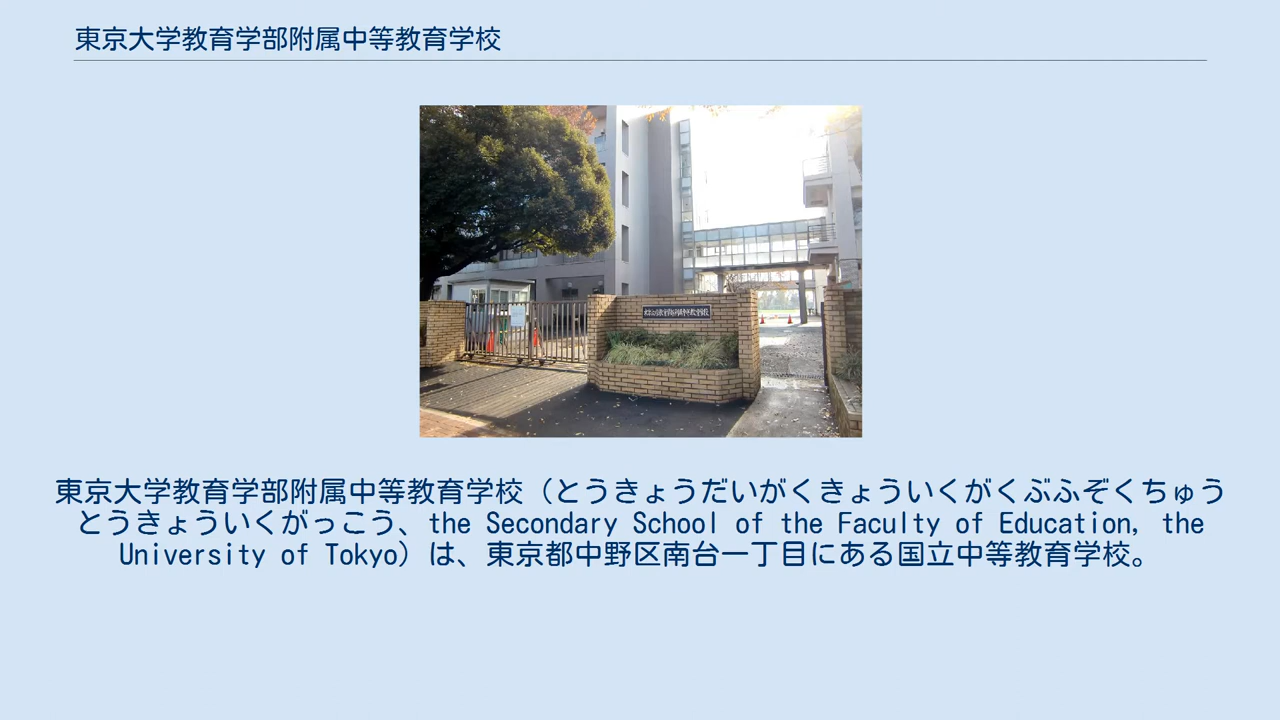 東京大学教育学部附属中等教育学校
東京大学教育学部附属中等教育学校（とうきょうだいがくきょういくがくぶふぞくちゅう
とうきょういくがっこう、the Secondary School of the Faculty of Education, the
University of Tokyo）は、東京都中野区南台一丁目にある国立中等教育学校。